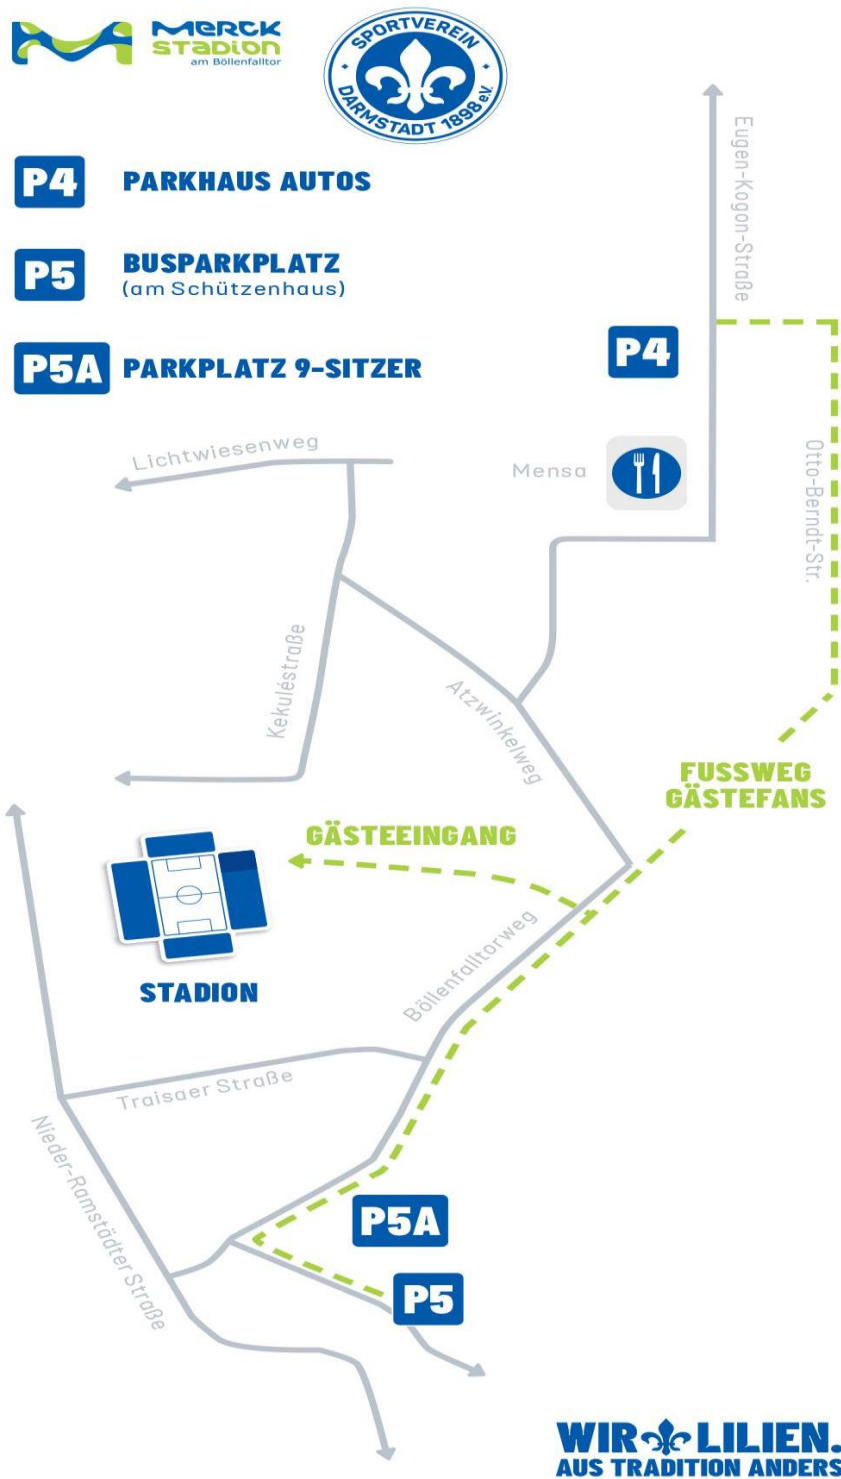 MERCK
STADION
am Böllenfalltor
SPORTVEREIN
DARMSTADT 1898 e.V.
P4 PARKHAUS AUTOS
P5 BUSPARKPLATZ
(am Schützenhaus)
P5A PARKPLATZ 9-SITZER
Eugen-Kogon-Straße
P4
Lichtwiesenweg
Mensa
Otto-Berndt-Str.
Kekuléstraße
Atzwinkelweg
FUSSWEG
GÄSTEFANS
GÄSTEEINGANG
Böllenfalltorweg
STADION
Traisaer Straße
Nieder-Ramstädter Straße
P5A
P5
WIR LILIEN.
AUS TRADITION ANDERS